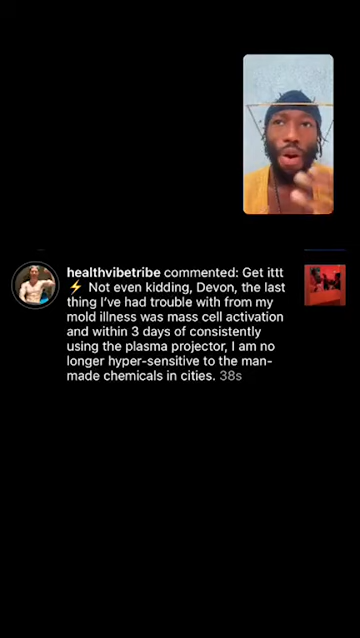 healthvibetribe commented: Get ittt
⚡ Not even kidding, Devon, the last
thing I've had trouble with from my
mold illness was mass cell activation
and within 3 days of consistently
using the plasma projector, I am no
longer hyper-sensitive to the man-
made chemicals in cities. 38s